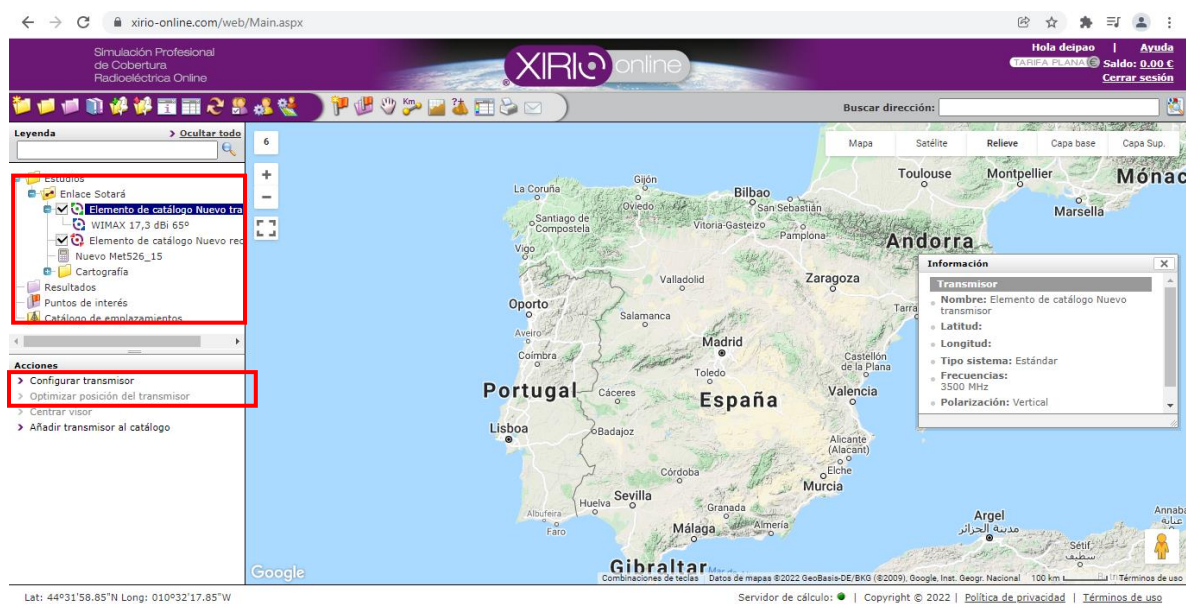 xirio-online.com/web/Main.aspx
Simulación Profesional
de Cobertura
Radioeléctrica Online
XIRIO online
Hola deipao | Ayuda
TARIFA PLANA Saldo: 0.00 €
Cerrar sesión
Buscar dirección:
Leyenda
Ocultar todo
Estudios
Enlace Sotará
Elemento de catálogo Nuevo tra
WIMAX 17,3 dBi 65º
Elemento de catálogo Nuevo rec
Nuevo Met526_15
Cartografía
Resultados
Puntos de interés
Catálogo de emplazamientos
Acciones
Configurar transmisor
Optimizar posición del transmisor
Centrar visor
Añadir transmisor al catálogo
6
+
−
Mapa
Satélite
Relieve
Capa base
Capa Sup.
Toulouse
Montpellier
Mónac
Marsella
La Coruña
Gijón
Oviedo
Bilbao
San Sebastián
Santiago de
Compostela
Vitoria-Gasteizo
Pamplona
Andorra
Vigo
Valladolid
Zaragoza
Tarra
Oporto
Salamanca
Aveiro
Madrid
Coímbra
Castellón
de la Plana
Toledo
Portugal
Cáceres
España
Valencia
Lisboa
Badajoz
Alicante
(Alacant)
Elche
Córdoba
Murcia
Huelva
Sevilla
Albufeira
Granada
Faro
Málaga
Almería
Argel
مدينة الجزائر
Annaba
عنابة
Sétif
سطيف
Gibraltar
Información
Transmisor
Nombre: Elemento de catálogo Nuevo
transmisor
Latitud:
Longitud:
Tipo sistema: Estándar
Frecuencias:
3500 MHz
Polarización: Vertical
Google
Combinaciones de teclas
Datos de mapas ©2022 GeoBasis-DE/BKG (©2009), Google, Inst. Geogr. Nacional
100 km
Términos de uso
Lat: 44º31'58.85"N Long: 010º32'17.85"W
Servidor de cálculo: | Copyright © 2022 | Política de privacidad | Términos de uso